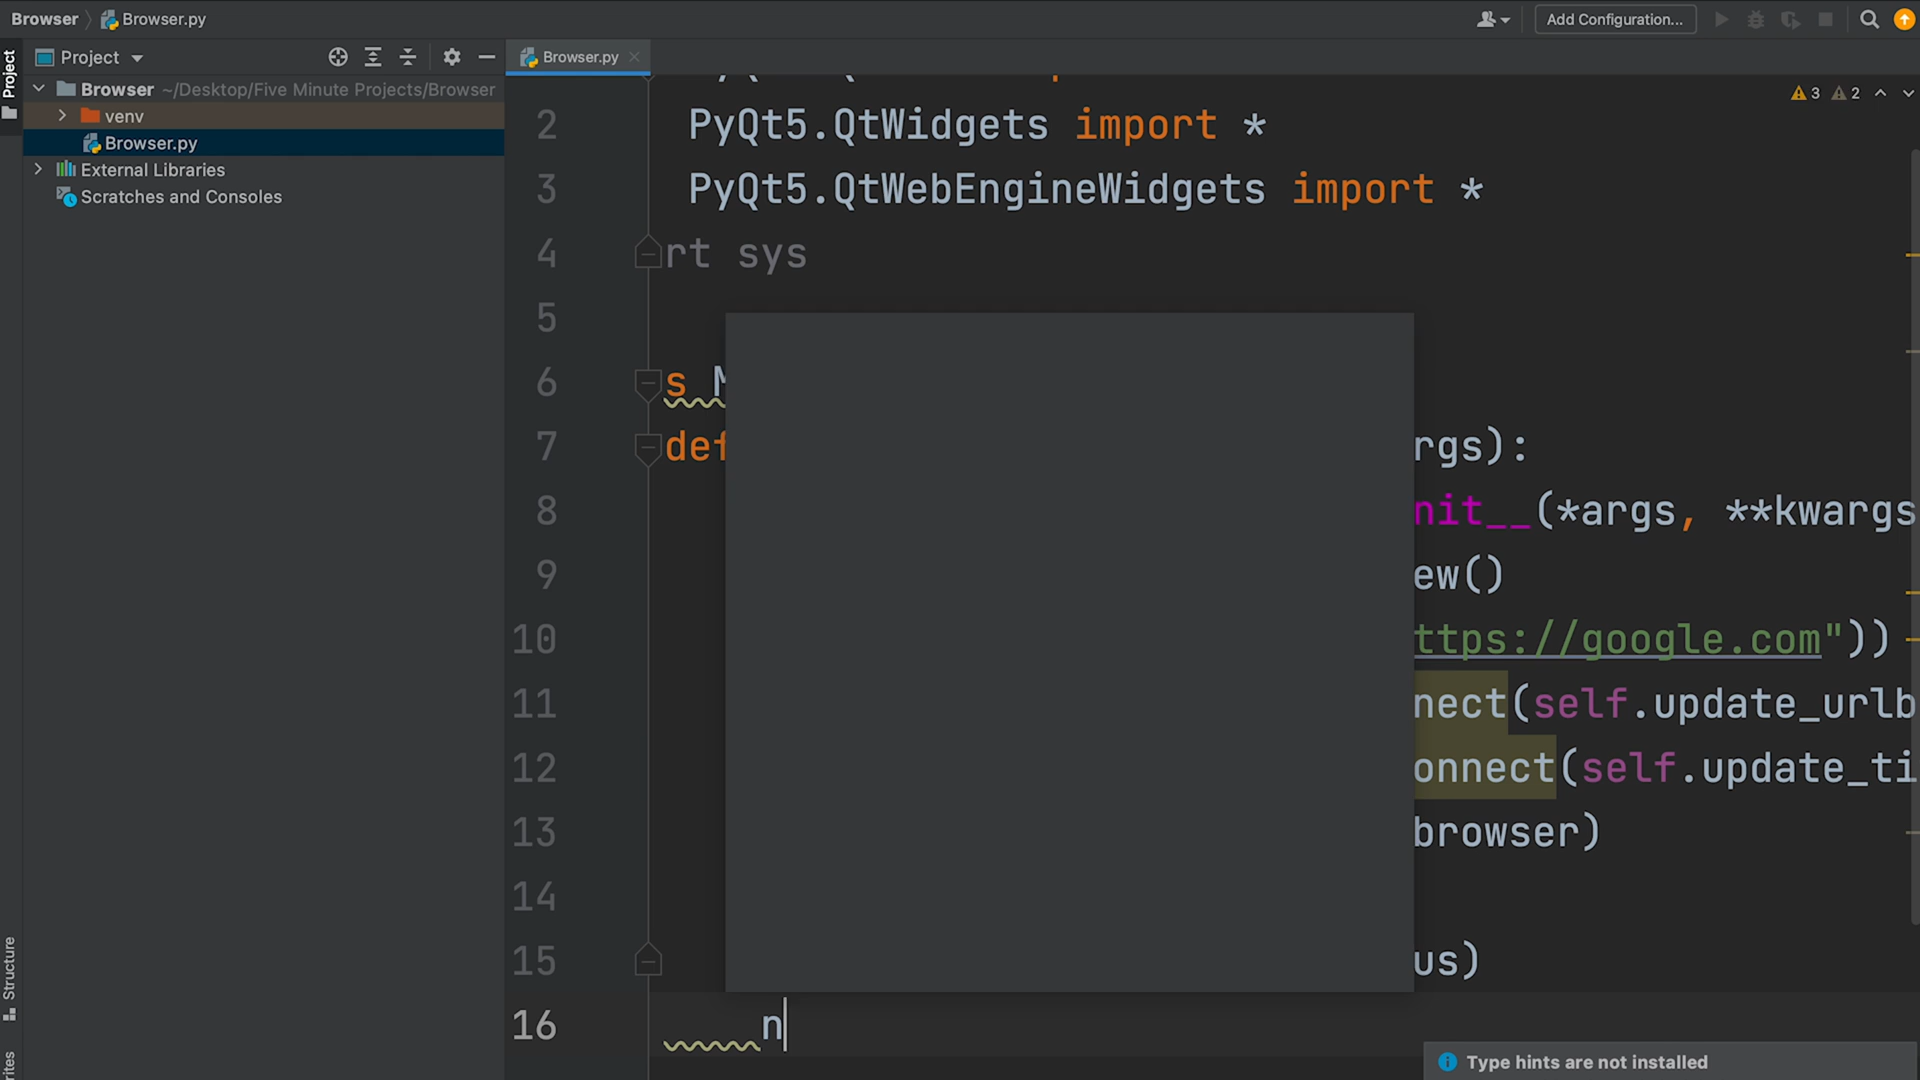 Browser Browser.py
Add Configuration...
Project
Project
Browser.py
Browser ~/Desktop/Five Minute Projects/Browser
venv
Browser.py
External Libraries
Scratches and Consoles
3 2
2 PyQt5.QtWidgets import *
3 PyQt5.QtWebEngineWidgets import *
4 rt sys
5
6 s M
7 def rgs):
8 nit__(*args, **kwargs
9 ew()
10 ttps://google.com"))
11 nect(self.update_urlb
12 onnect(self.update_ti
13 browser)
14
15 us)
16 n
Structure
rites
Type hints are not installed